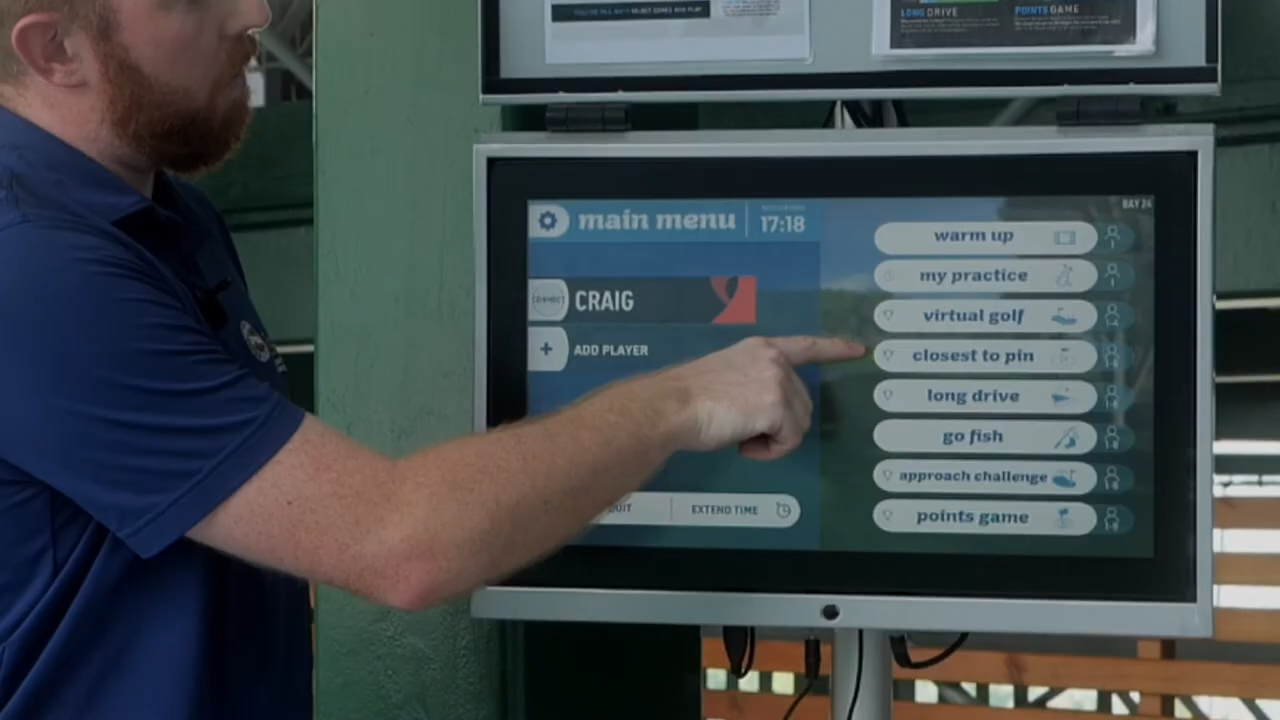 LONG DRIVE
POINTS GAME
BAY 24
main menu
17:18
warm up
my practice
CRAIG
virtual golf
ADD PLAYER
closest to pin
long drive
go fish
approach challenge
EXTEND TIME
points game